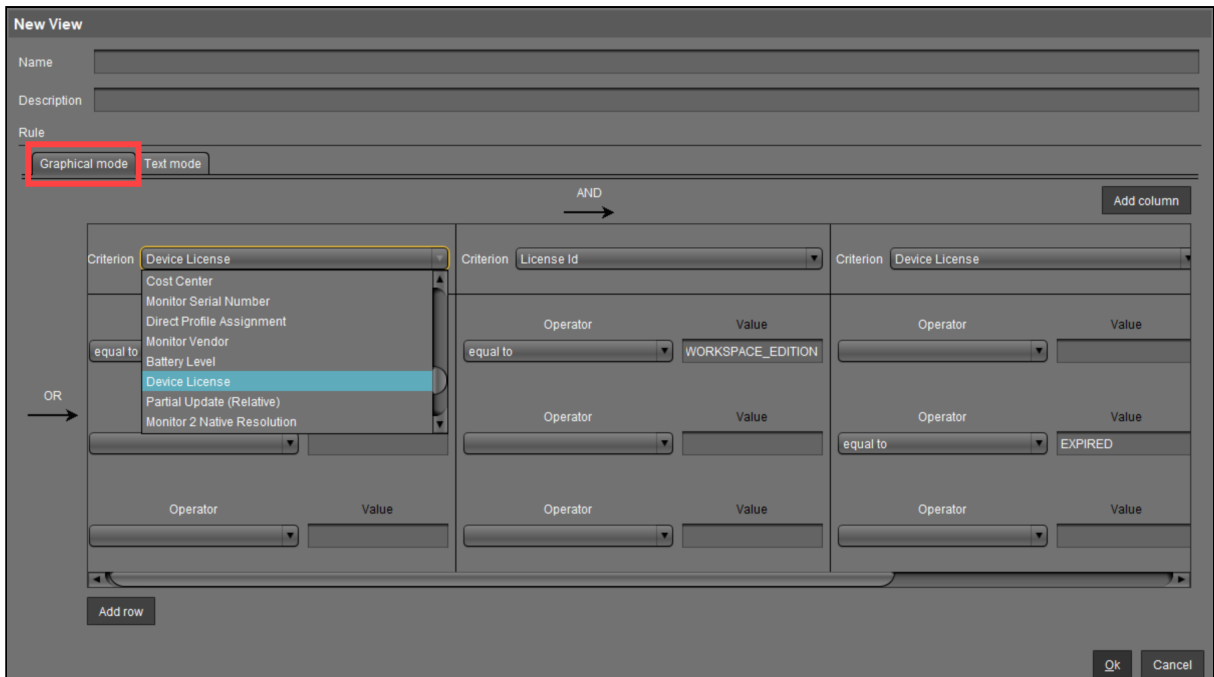 New View
Name
Description
Rule
Graphical mode Text mode
AND
Add column
Criterion Device License Criterion License Id Criterion Device License
Cost Center
Monitor Serial Number
Direct Profile Assignment
Monitor Vendor
Battery Level
Device License
Partial Update (Relative)
Monitor 2 Native Resolution
Operator Value Operator Value
equal to equal to WORKSPACE_EDITION
OR
Operator Value Operator Value
equal to EXPIRED
Operator Value Operator Value Operator Value
Add row
Ok Cancel